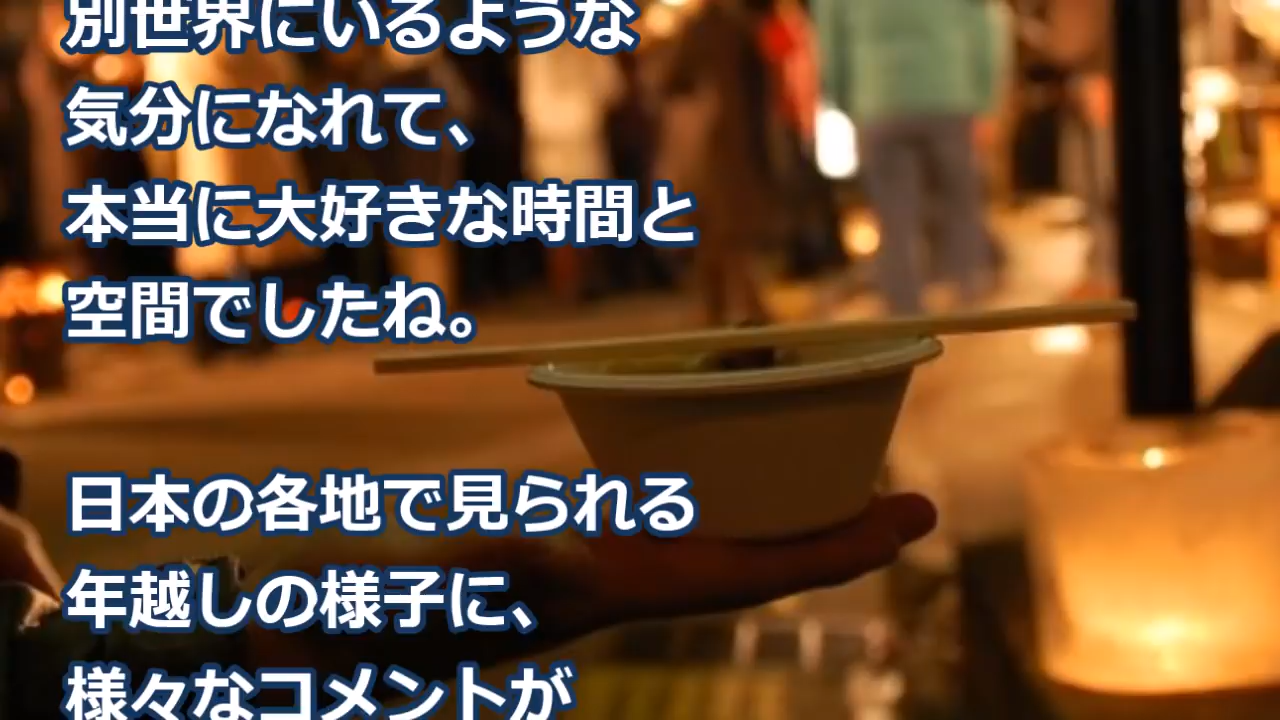 別世界にいるような
気分になれて、
本当に大好きな時間と
空間でしたね。
日本の各地で見られる
年越しの様子に、
様々なコメントが